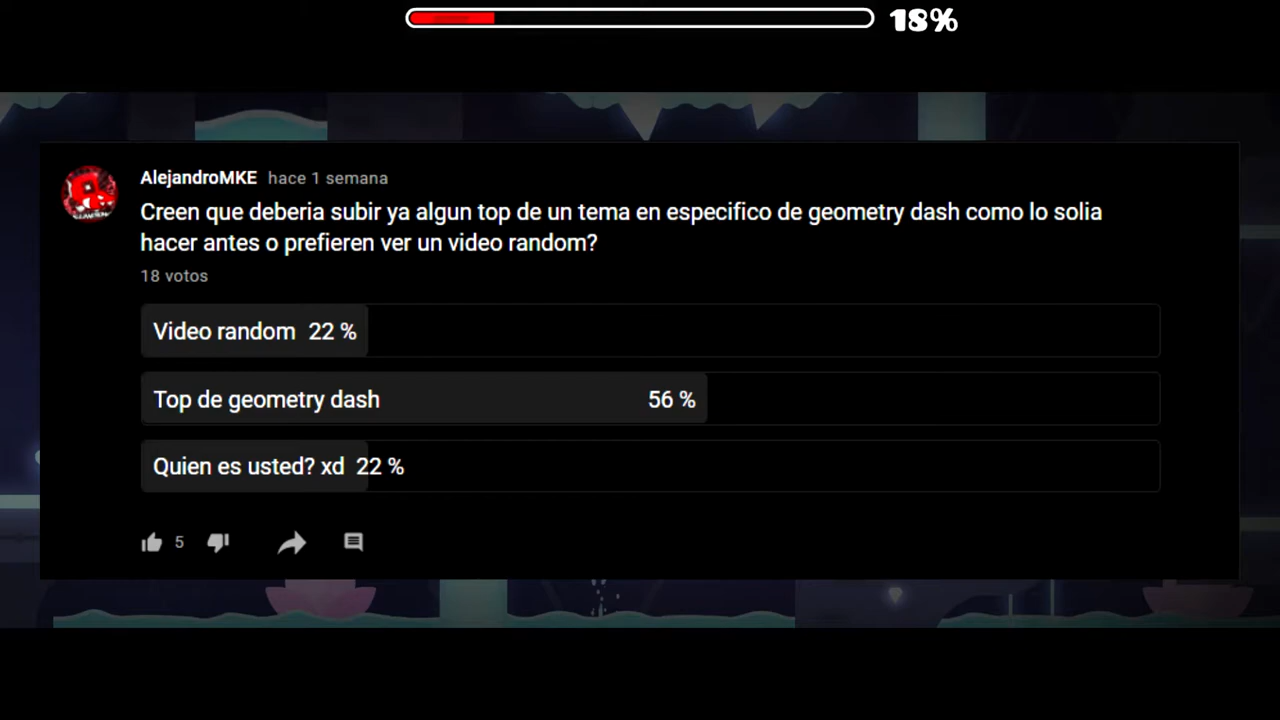 18%
AlejandroMKE hace 1 semana
Creen que deberia subir ya algun top de un tema en especifico de geometry dash como lo solia
hacer antes o prefieren ver un video random?
18 votos
Video random 22 %
Top de geometry dash 56 %
Quien es usted? xd 22 %
5